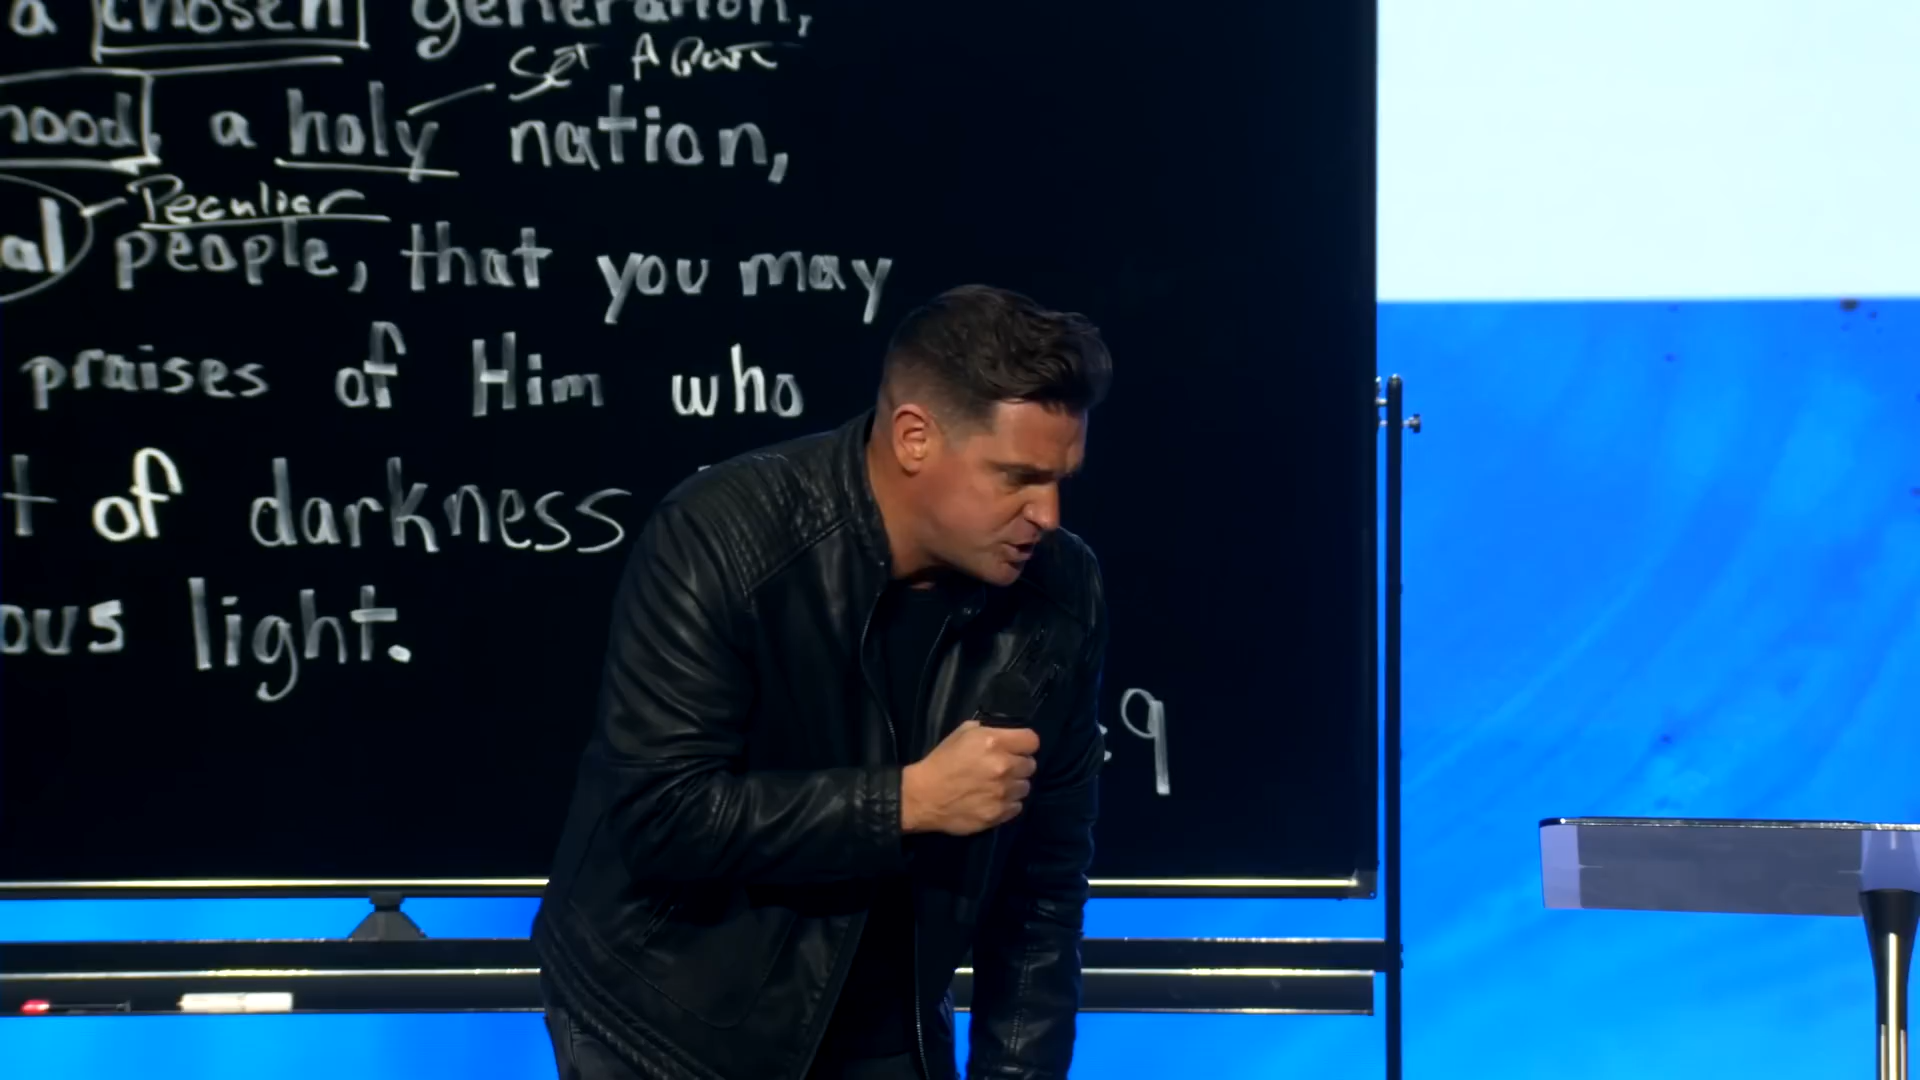 a chosen generation,
Set Apart
hood, a holy nation,
Peculiar
al people, that you may
praises of Him who
t of darkness
ous light.
:9